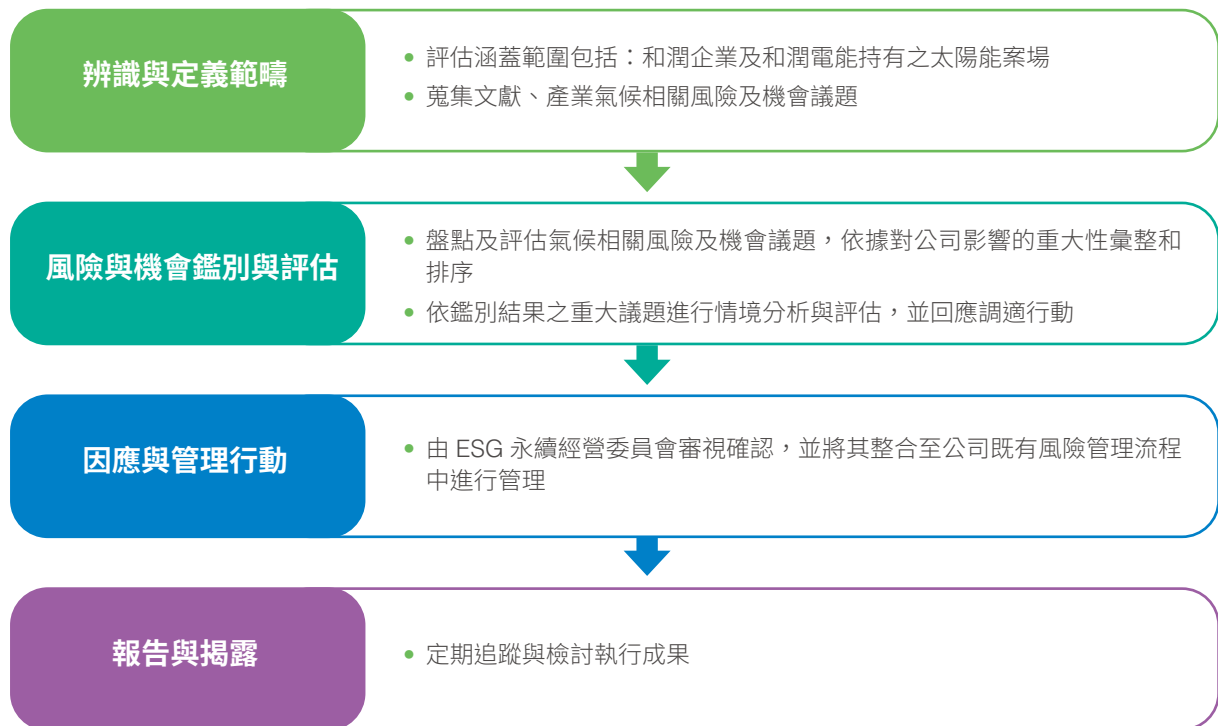 辨識與定義範疇
• 評估涵蓋範圍包括：和潤企業及和潤電能持有之太陽能案場
• 蒐集文獻、產業氣候相關風險及機會議題
風險與機會鑑別與評估
• 盤點及評估氣候相關風險及機會議題，依據對公司影響的重大性彙整和
排序
• 依鑑別結果之重大議題進行情境分析與評估，並回應調適行動
因應與管理行動
• 由 ESG 永續經營委員會審視確認，並將其整合至公司既有風險管理流程
中進行管理
報告與揭露
• 定期追蹤與檢討執行成果